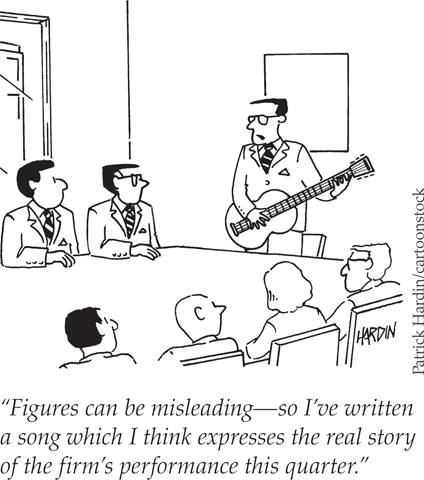 HARDIN
Patrick Hardin/cartoonstock
“Figures can be misleading—so I’ve written
a song which I think expresses the real story
of the firm’s performance this quarter.”